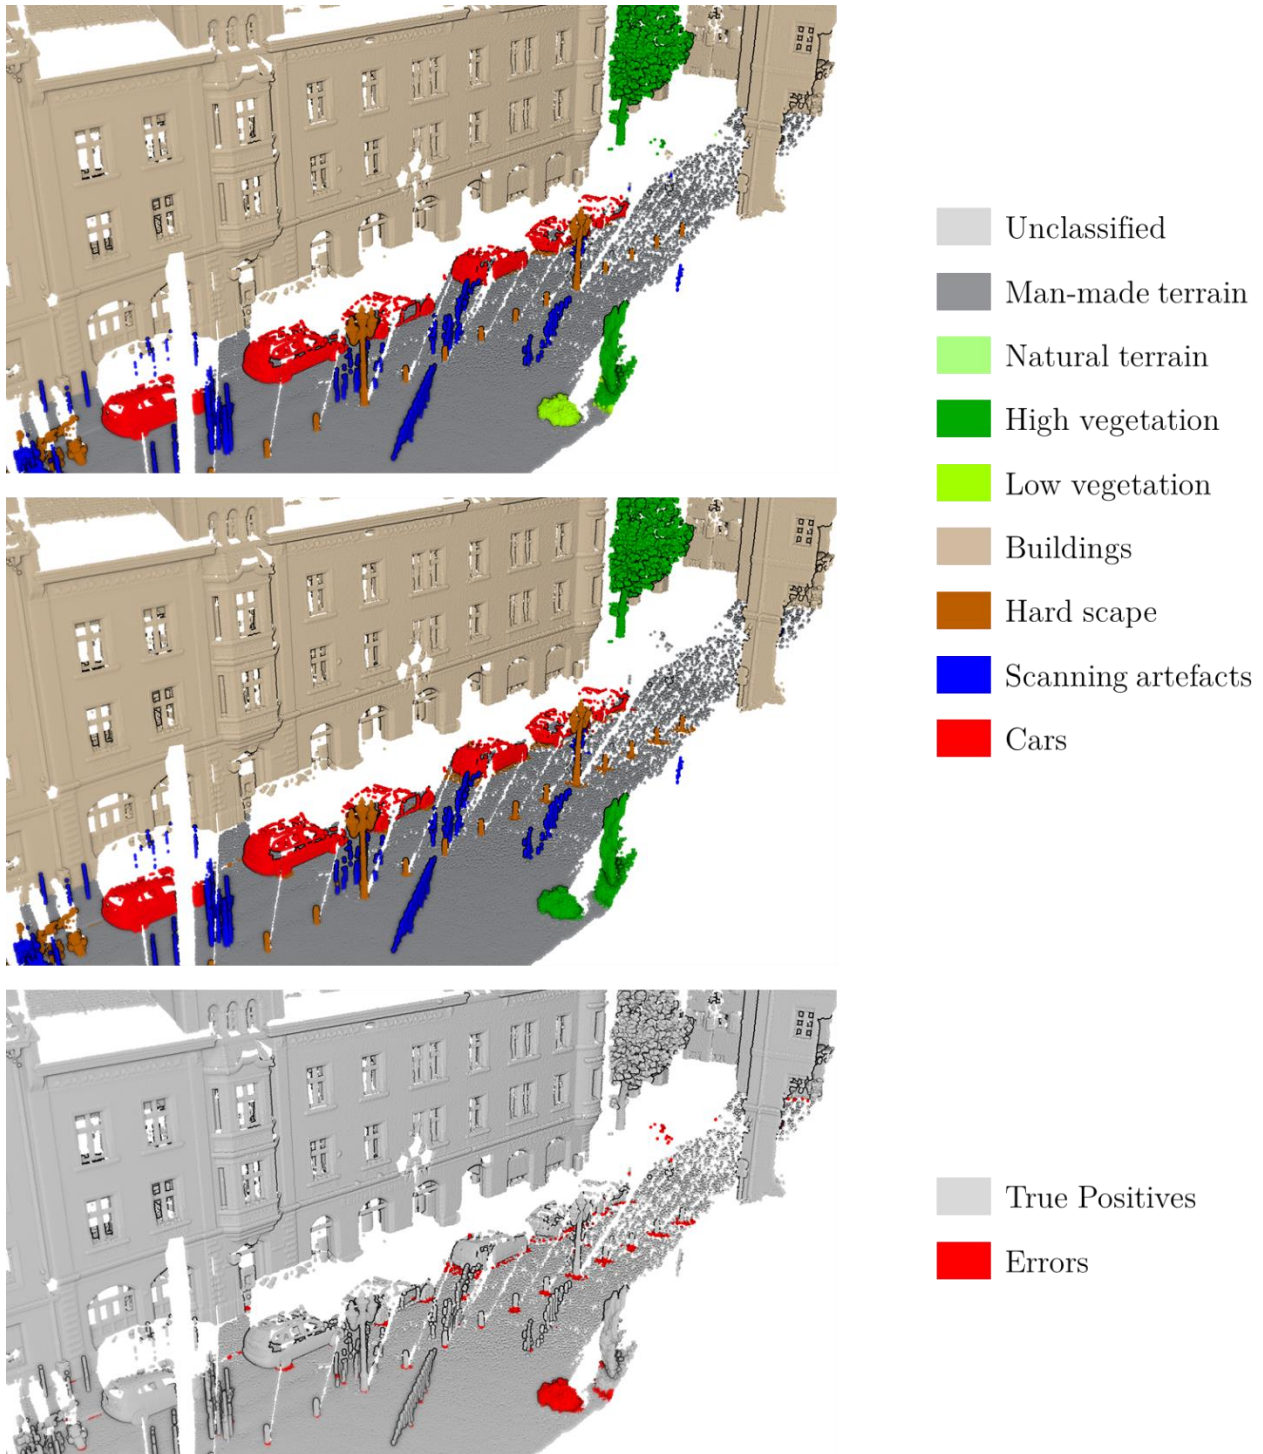 Unclassified
Man-made terrain
Natural terrain
High vegetation
Low vegetation
Buildings
Hard scape
Scanning artefacts
Cars
True Positives
Errors